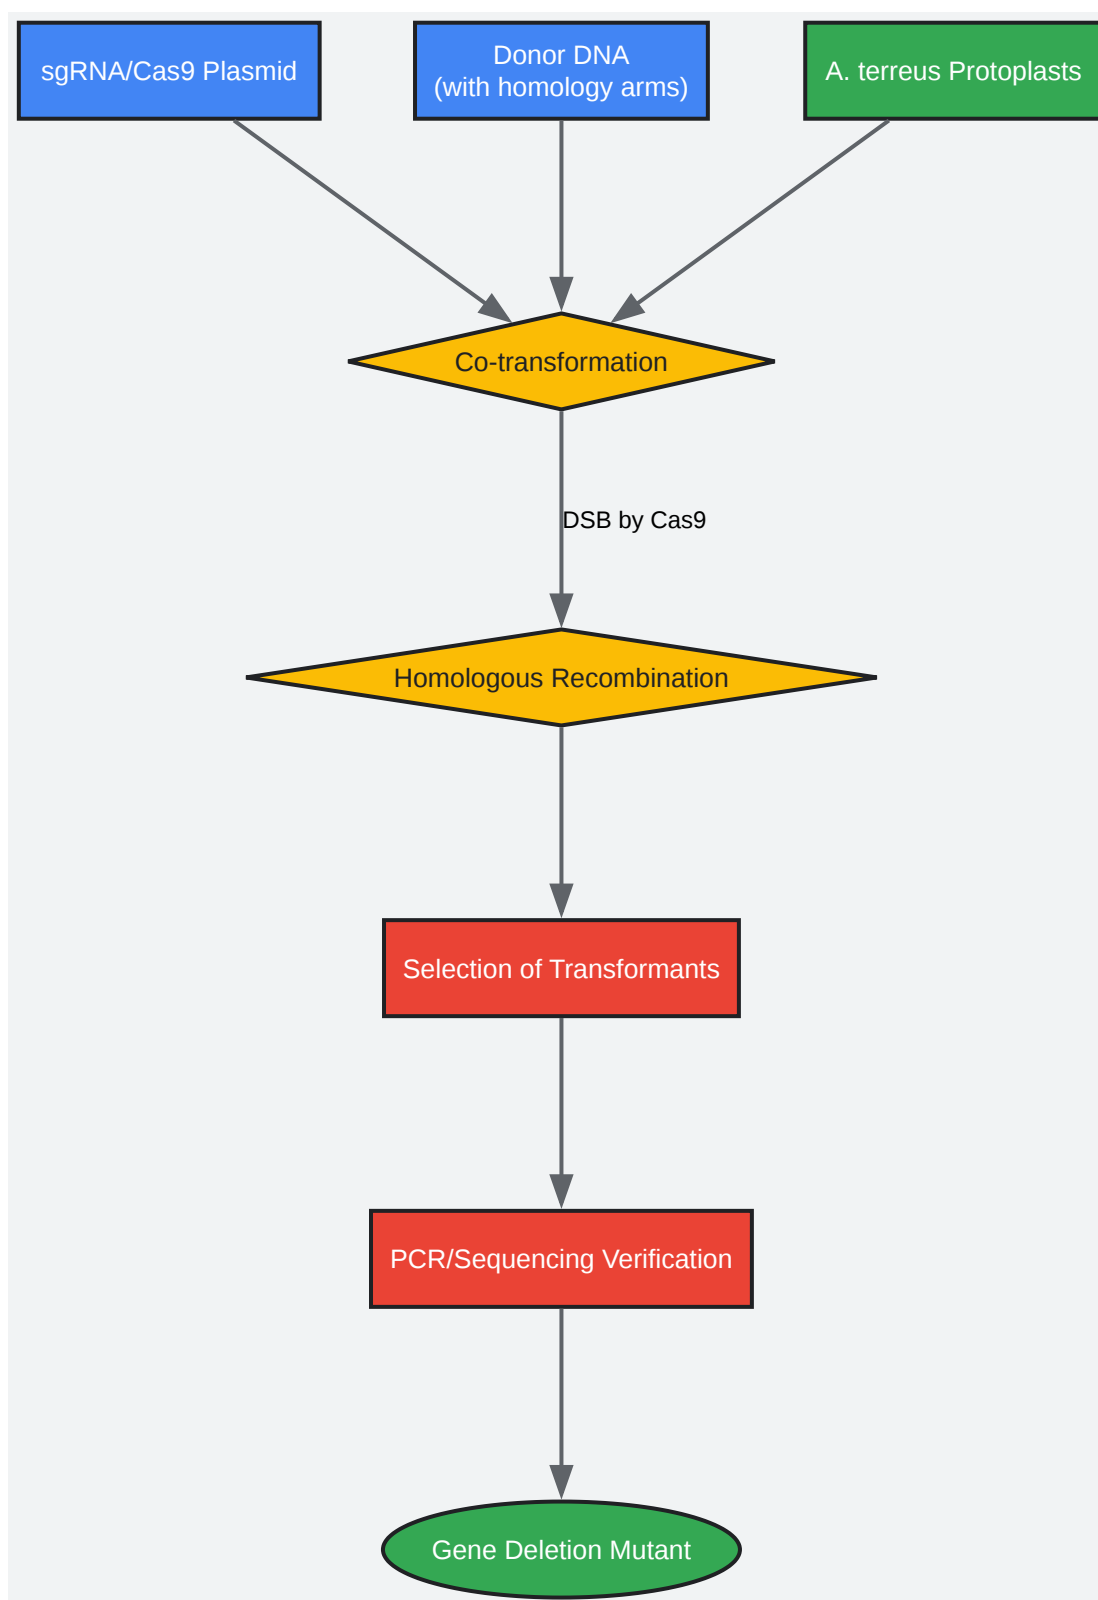 sgRNA/Cas9 Plasmid
Donor DNA
(with homology arms)
A. terreus Protoplasts
Co-transformation
DSB by Cas9
Homologous Recombination
Selection of Transformants
PCR/Sequencing Verification
Gene Deletion Mutant